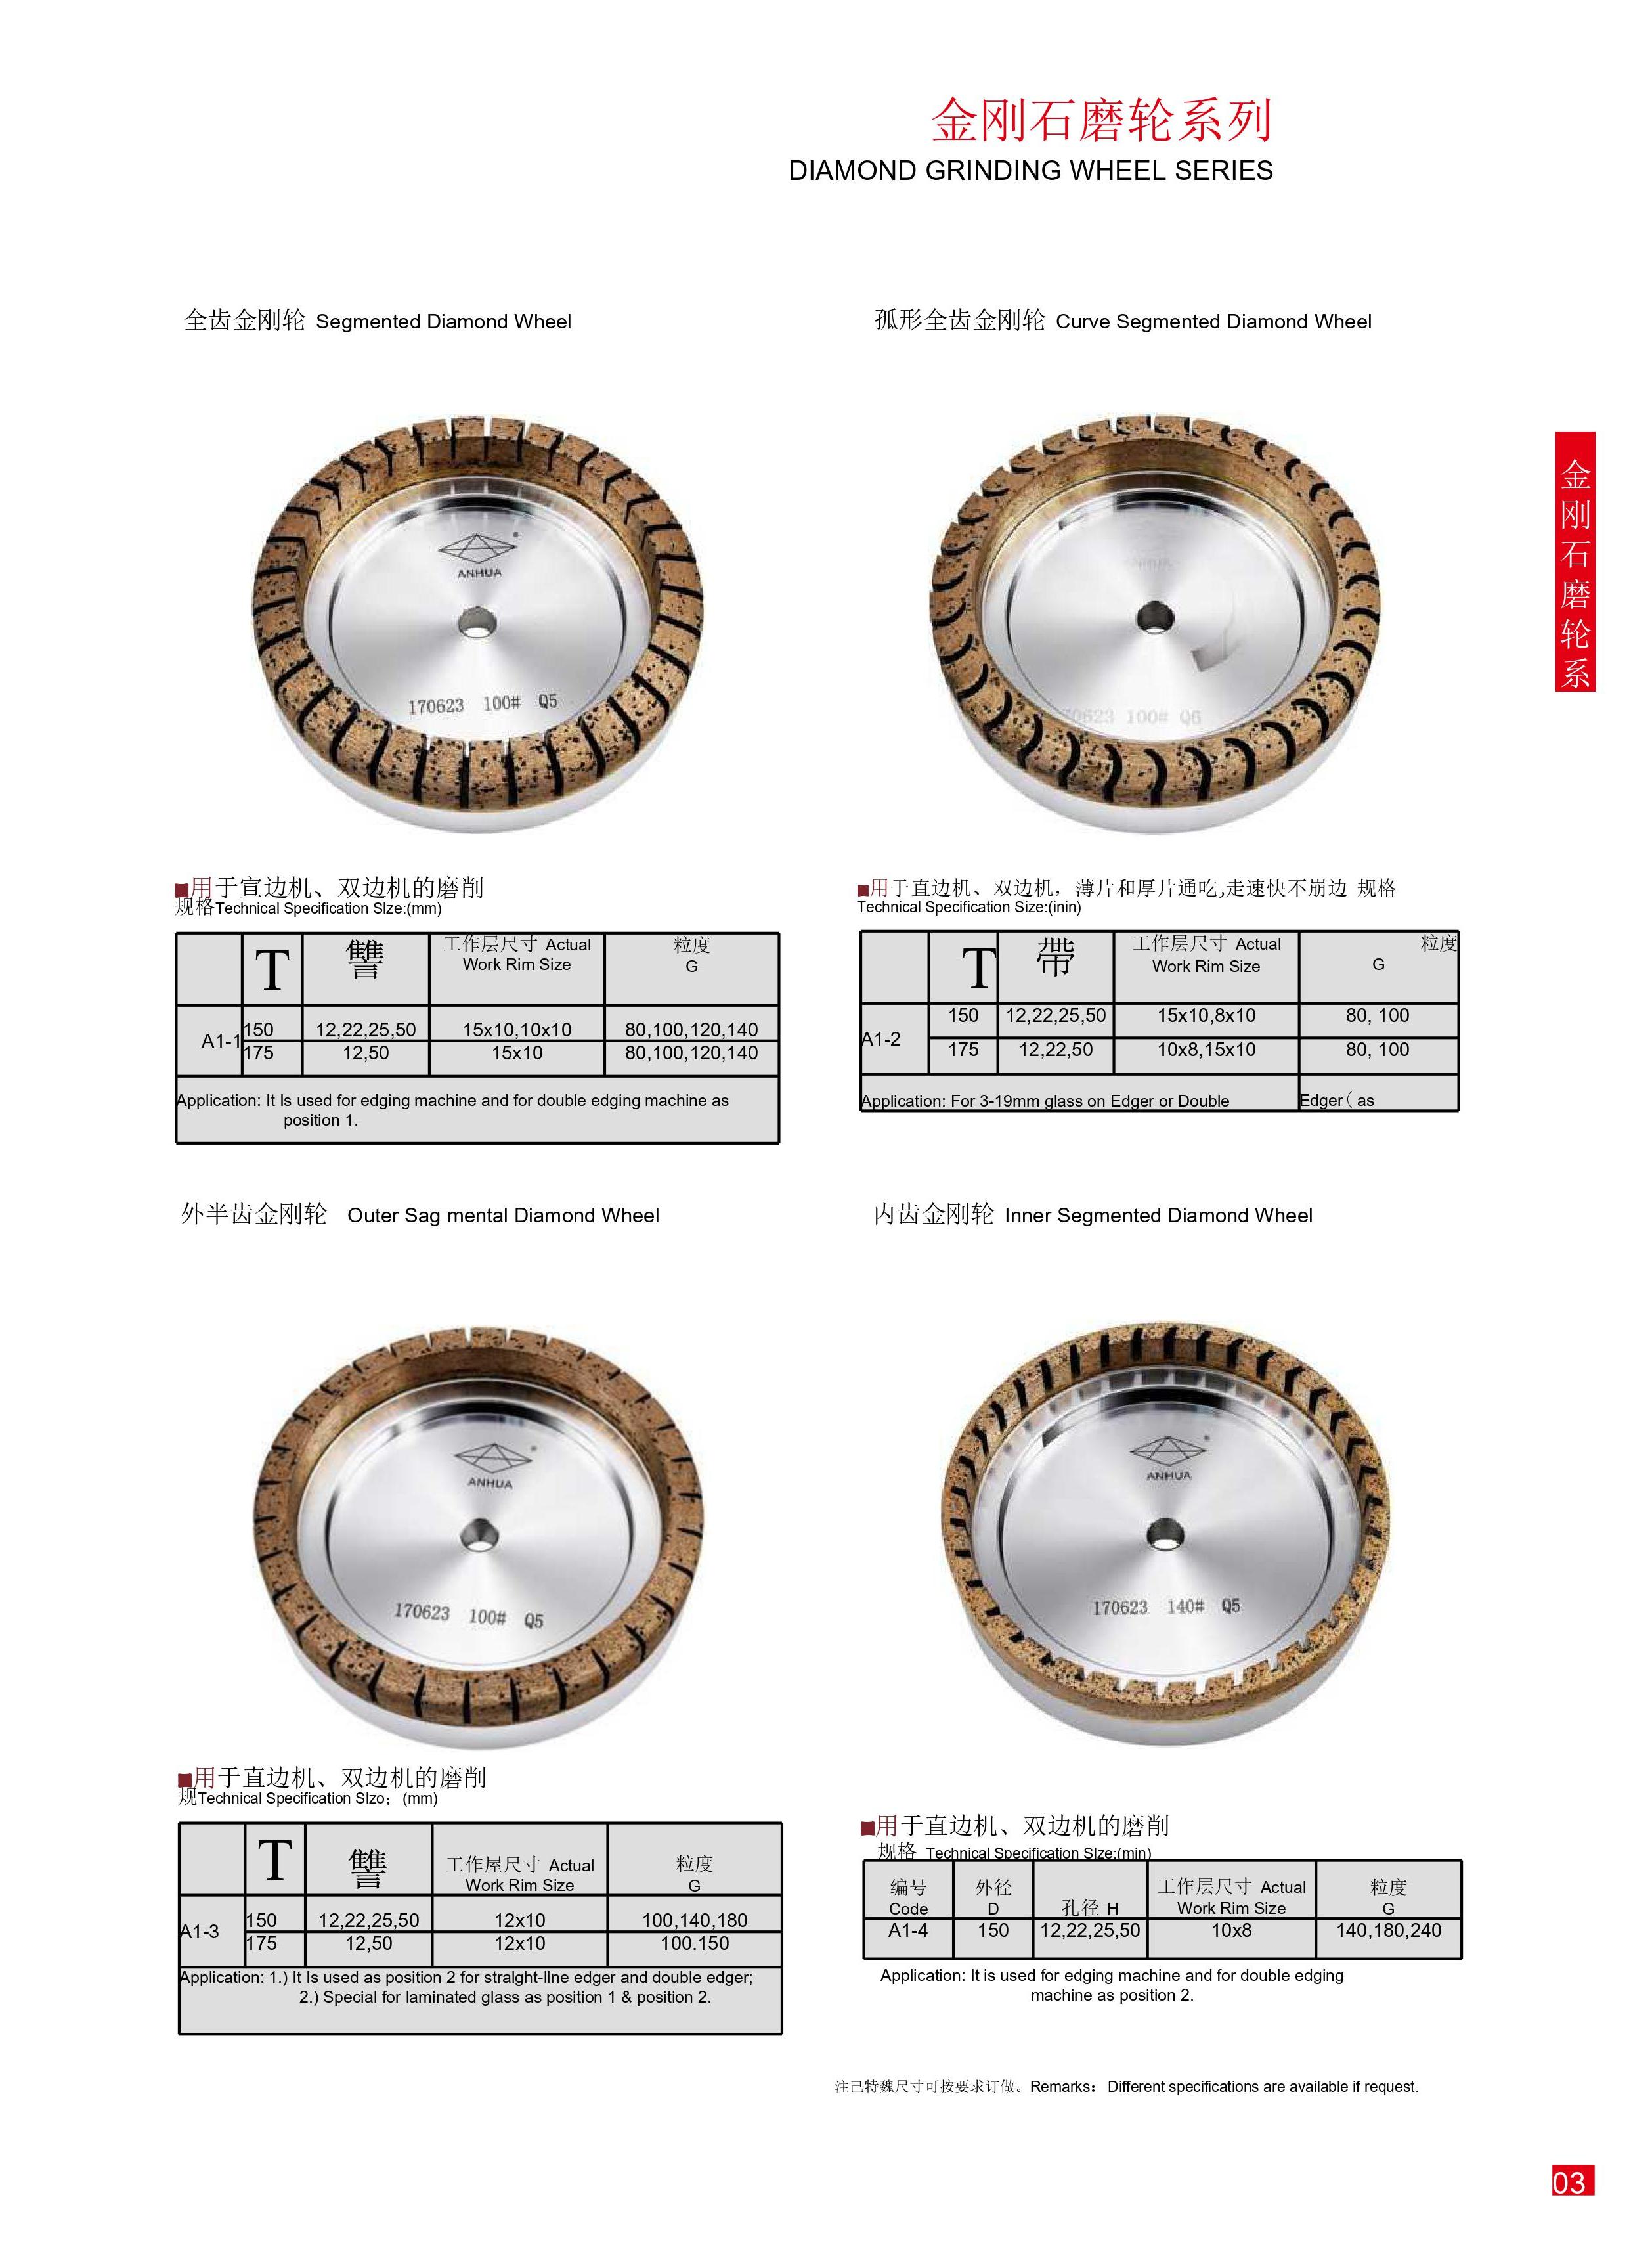 金刚石磨轮系列
DIAMOND GRINDING WHEEL SERIES
全齿金刚轮 Segmented Diamond Wheel
ANHUA
170623 100# Q5
■用于宣边机、双边机的磨削
规格Technical Specification Slze:(mm)
T 讐 工作层尺寸 Actual 粒度
Work Rim Size G
A1-1
150 12,22,25,50 15x10,10x10 80,100,120,140
175 12,50 15x10 80,100,120,140
Application: It ls used for edging machine and for double edging machine as
position 1.
孤形全齿金刚轮 Curve Segmented Diamond Wheel
ANHUA
70623 100# Q6
■用于直边机、双边机，薄片和厚片通吃,走速快不崩边 规格
Technical Specification Size:(inin)
T 帶 工作层尺寸 Actual 粒度
Work Rim Size G
A1-2
150 12,22,25,50 15x10,8x10 80, 100
175 12,22,50 10x8,15x10 80, 100
Application: For 3-19mm glass on Edger or Double Edger（ as
外半齿金刚轮 Outer Sag mental Diamond Wheel
ANHUA
170623 100# Q5
■用于直边机、双边机的磨削
规Technical Specification Slzo；(mm)
T 讐 工作屋尺寸 Actual 粒度
Work Rim Size G
A1-3
150 12,22,25,50 12x10 100,140,180
175 12,50 12x10 100.150
Application: 1.) It ls used as position 2 for stralght-llne edger and double edger;
2.) Special for laminated glass as position 1 & position 2.
内齿金刚轮 Inner Segmented Diamond Wheel
ANHUA
170623 140# Q5
■用于直边机、双边机的磨削
规格 Technical Specification Slze:(min)
编号 外径 工作层尺寸 Actual 粒度
Code D 孔径 H Work Rim Size G
A1-4 150 12,22,25,50 10x8 140,180,240
Application: It is used for edging machine and for double edging
machine as position 2.
注己特魏尺寸可按要求订做。Remarks：Different specifications are available if request.
金刚石磨轮系
03